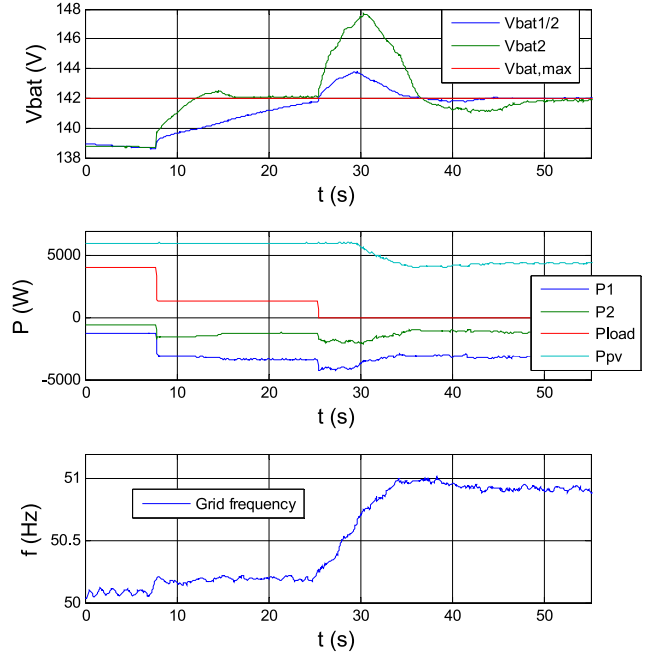 148
146
144
142
140
138
Vbat (V)
Vbat1/2
Vbat2
Vbat,max
0 10 20 30 40 50
t (s)
5000
0
-5000
P (W)
P1
P2
Pload
Ppv
0 10 20 30 40 50
t (s)
51
50.5
50
f (Hz)
Grid frequency
0 10 20 30 40 50
t (s)